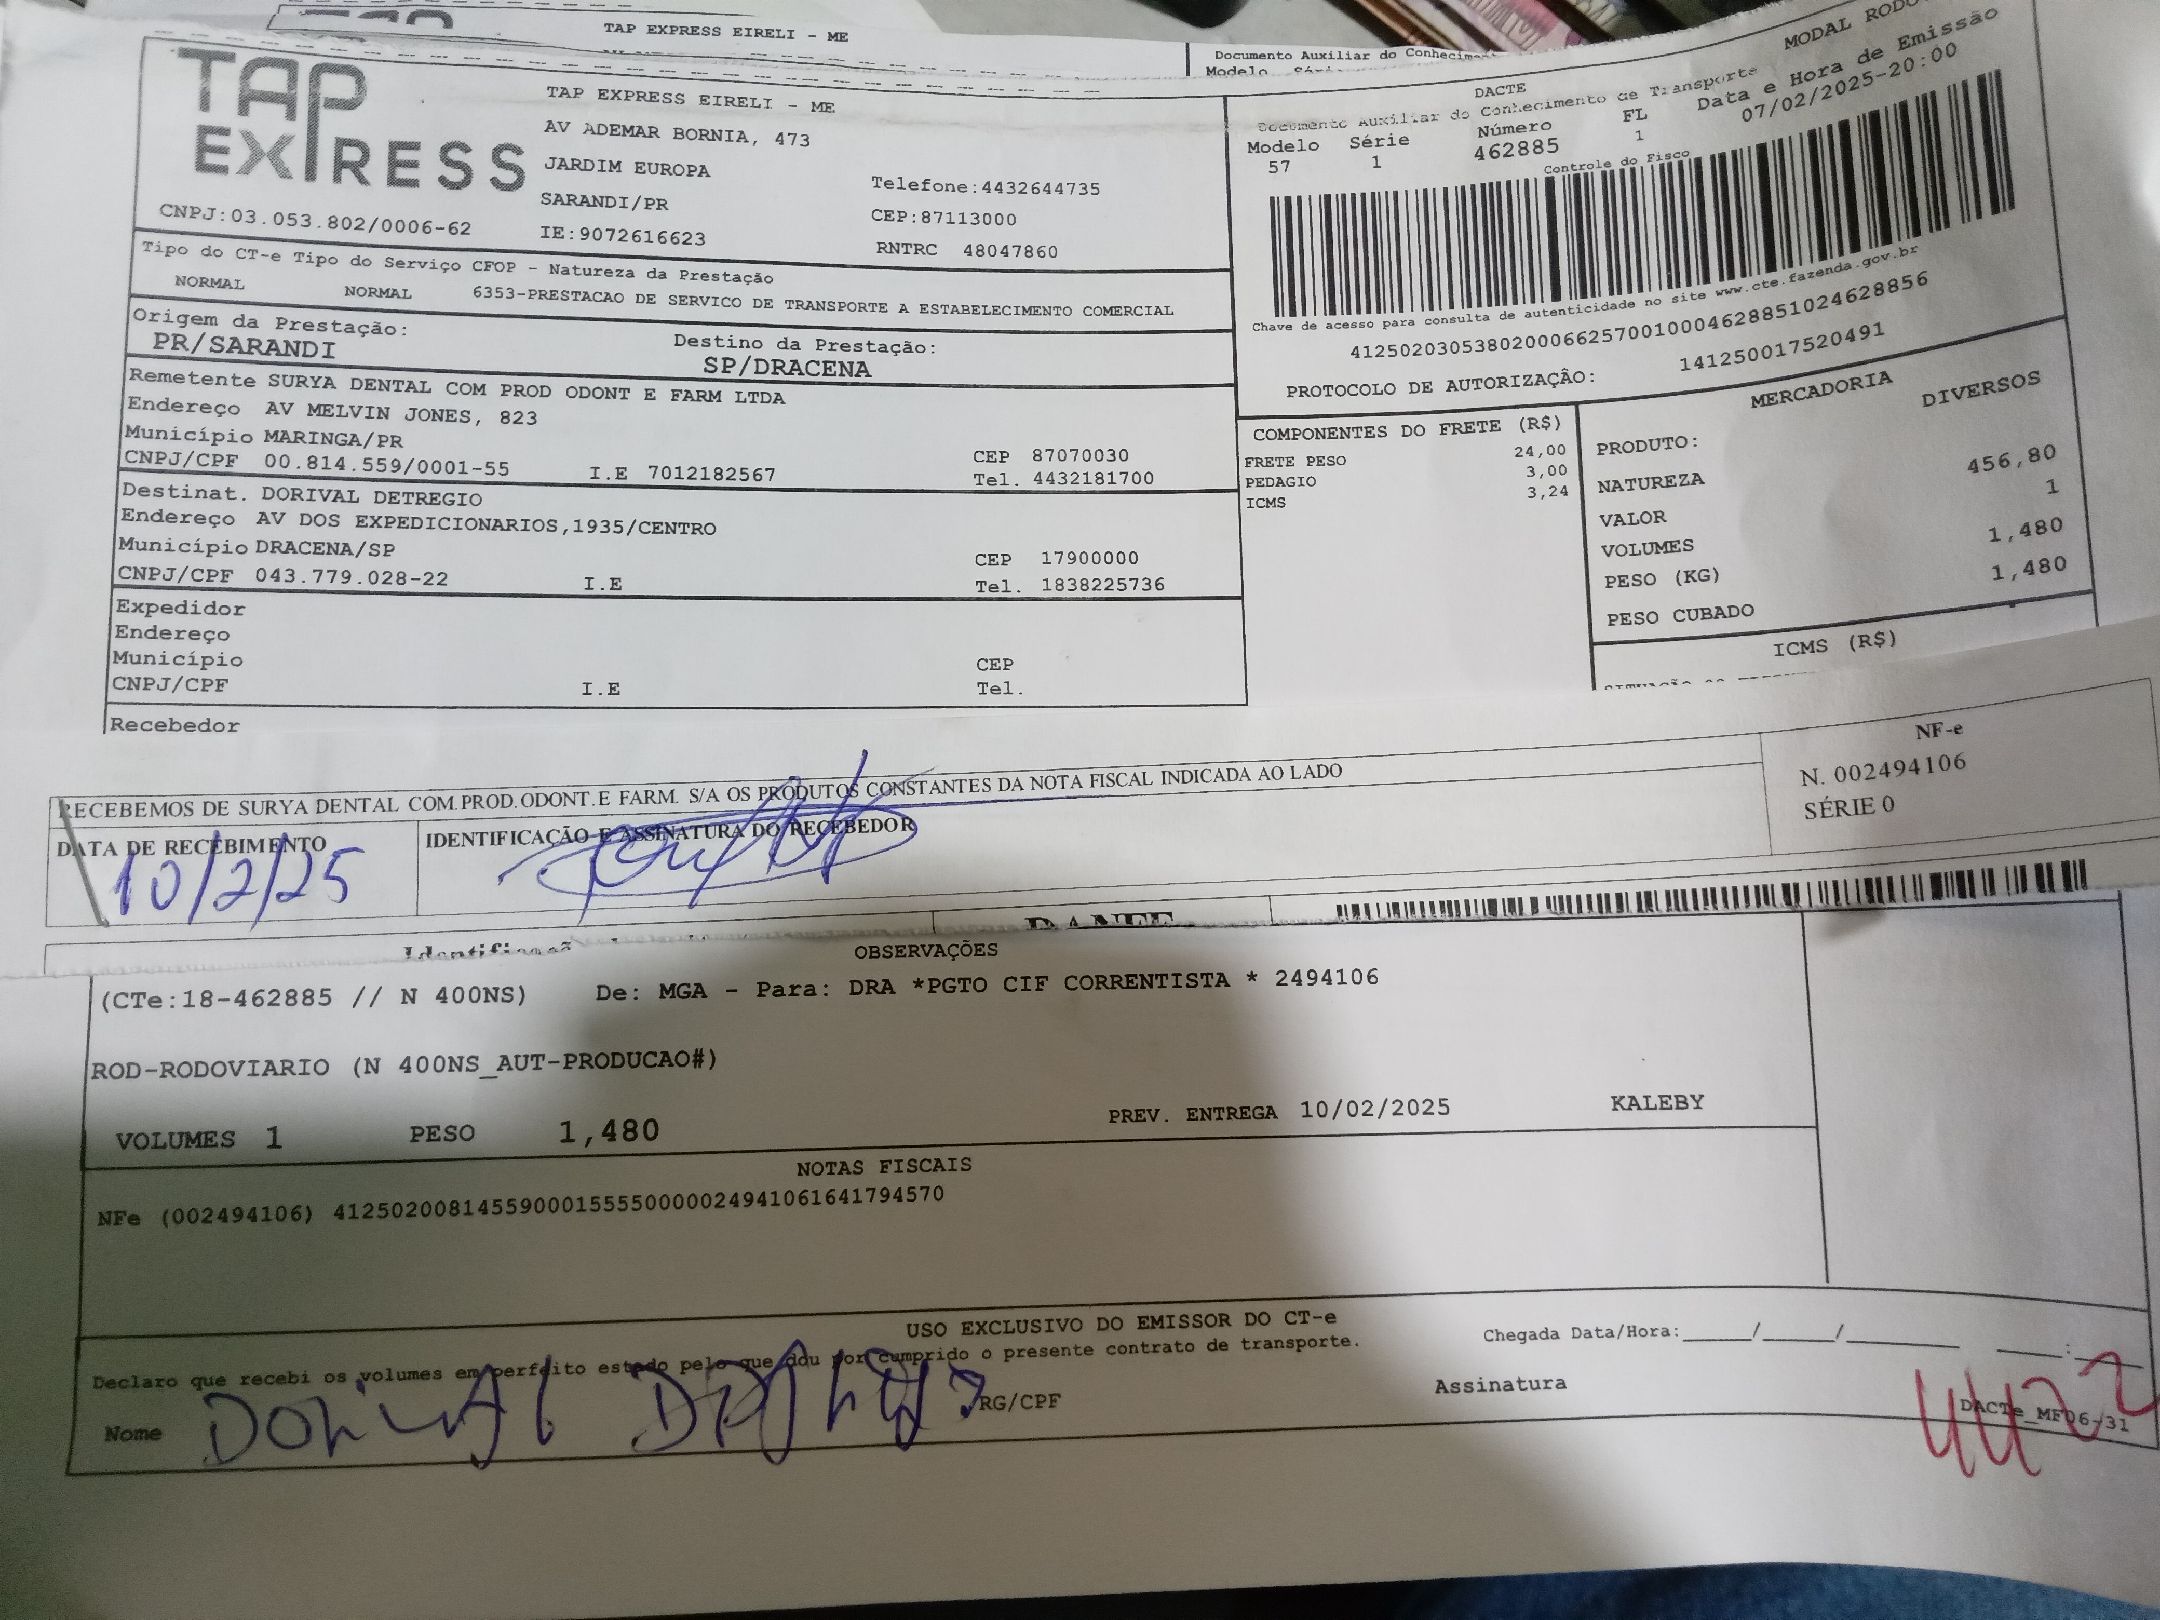 TAP EXPRESS EIRELI - ME
Documento Auxiliar do
Modelo
TAP EXPRESS
TAP EXPRESS EIRELI - ME
AV ADEMAR BORNIA, 473
JARDIM EUROPA
SARANDI/PR
Telefone:4432644735
CEP:87113000
CNPJ:03.053.802/0006-62
IE:9072616623
RNTRC 48047860
DACTE
MODAL
Documento Auxiliar do Conhecimento de Transporte
Data e Hora de Emissão
Modelo Série Número FL
07/02/2025-20:00
57 1 462885 1
Controle do Fisco
Chave de acesso para consulta de autenticidade no site www.cte.fazenda.gov.br
41250203053802000662570010004628851024628856
PROTOCOLO DE AUTORIZAÇÃO: 141250017520491
Tipo do CT-e Tipo do Serviço CFOP - Natureza da Prestação
NORMAL NORMAL 6353-PRESTACAO DE SERVICO DE TRANSPORTE A ESTABELECIMENTO COMERCIAL
Origem da Prestação: Destino da Prestação:
PR/SARANDI SP/DRACENA
Remetente SURYA DENTAL COM PROD ODONT E FARM LTDA
Endereço AV MELVIN JONES, 823
Município MARINGA/PR CEP 87070030
CNPJ/CPF 00.814.559/0001-55 I.E 7012182567 Tel. 4432181700
Destinat. DORIVAL DETREGIO
Endereço AV DOS EXPEDICIONARIOS,1935/CENTRO
Município DRACENA/SP CEP 17900000
CNPJ/CPF 043.779.028-22 I.E Tel. 1838225736
Expedidor
Endereço
Município CEP
CNPJ/CPF I.E Tel.
Recebedor
COMPONENTES DO FRETE (R$)
FRETE PESO 24,00
PEDAGIO 3,00
ICMS 3,24
MERCADORIA
PRODUTO: DIVERSOS
NATUREZA
VALOR 456,80
VOLUMES 1
PESO (KG) 1,480
PESO CUBADO 1,480
ICMS (R$)
RECEBEMOS DE SURYA DENTAL COM.PROD.ODONT.E FARM. S/A OS PRODUTOS CONSTANTES DA NOTA FISCAL INDICADA AO LADO
NF-e
N. 002494106
SÉRIE 0
DATA DE RECEBIMENTO
10/2/25
IDENTIFICAÇÃO E ASSINATURA DO RECEBEDOR
DANFE
OBSERVAÇÕES
(CTe:18-462885 // N 400NS) De: MGA - Para: DRA *PGTO CIF CORRENTISTA * 2494106
ROD-RODOVIARIO (N 400NS_AUT-PRODUCAO#)
VOLUMES 1 PESO 1,480 PREV. ENTREGA 10/02/2025 KALEBY
NOTAS FISCAIS
NFe (002494106) 41250200814559000155550000024941061641794570
USO EXCLUSIVO DO EMISSOR DO CT-e
Declaro que recebi os volumes em perfeito estado pelo que dou por cumprido o presente contrato de transporte.
Chegada Data/Hora:______/______/________ ____:____
Nome DORIVAL RG/CPF
Assinatura
DACTe_MF06-31